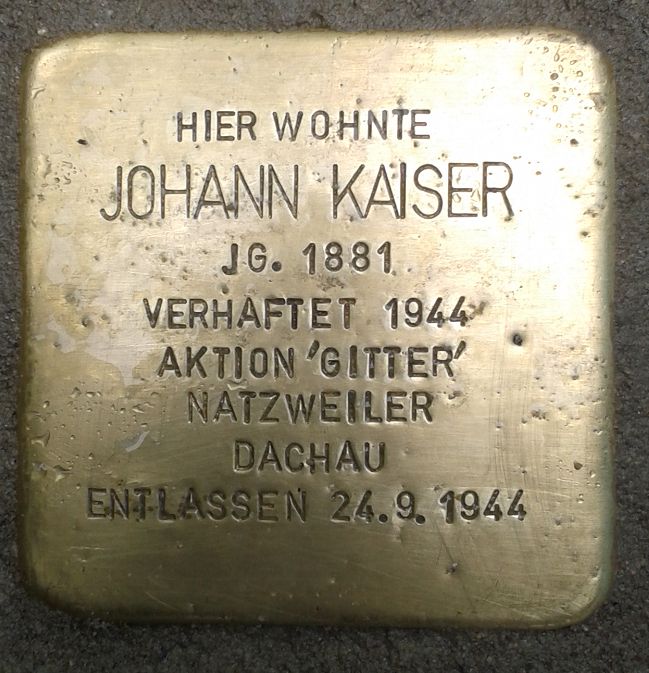 HIER WOHNTE
JOHANN KAISER
JG. 1881
VERHAFTET 1944
AKTION 'GITTER'
NATZWEILER
DACHAU
ENTLASSEN 24.9.1944